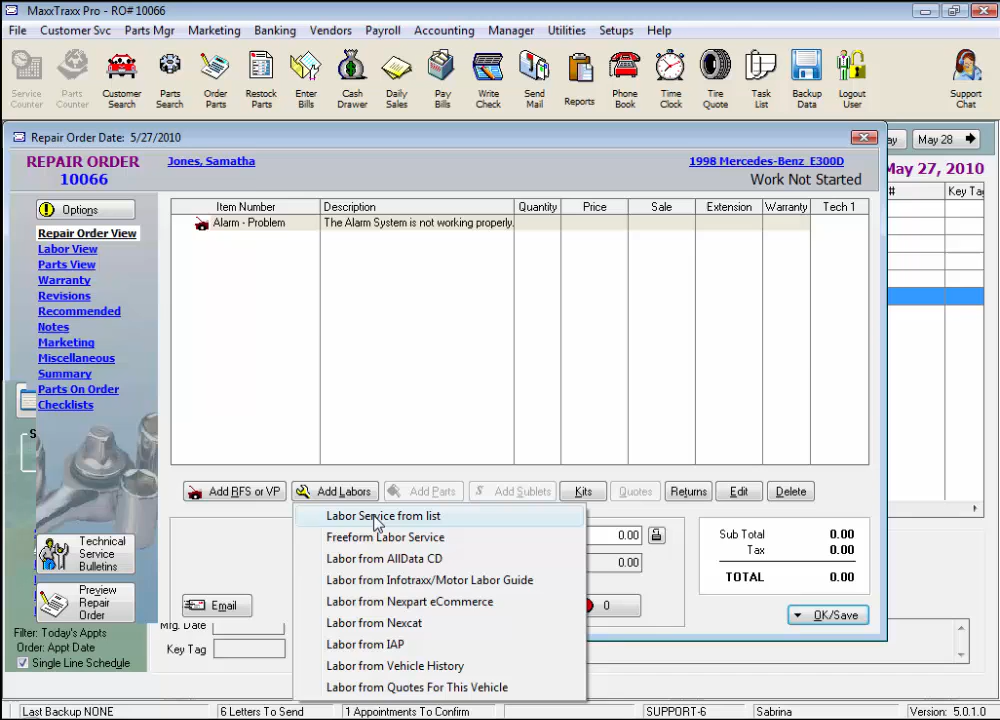 MaxxTraxx Pro - RO# 10066
File Customer Svc Parts Mgr Marketing Banking Vendors Payroll Accounting Manager Utilities Setups Help
Service Counter
Parts Counter
Customer Search
Parts Search
Order Parts
Restock Parts
Enter Bills
Cash Drawer
Daily Sales
Pay Bills
Write Check
Send Mail
Reports
Phone Book
Time Clock
Tire Quote
Task List
Backup Data
Logout User
Support Chat
Repair Order Date: 5/27/2010
ay May 28
REPAIR ORDER
10066
Jones, Samatha
1998 Mercedes-Benz E300D
Work Not Started
May 27, 2010
# Key Tag
Options
Repair Order View
Labor View
Parts View
Warranty
Revisions
Recommended
Notes
Marketing
Miscellaneous
Summary
Parts On Order
Checklists
Item Number Description Quantity Price Sale Extension Warranty Tech 1
Alarm - Problem The Alarm System is not working properly.
S
Add RFS or VP Add Labors Add Parts Add Sublets Kits Quotes Returns Edit Delete
Labor Service from list
Freeform Labor Service
Labor from AllData CD
Labor from Infotraxx/Motor Labor Guide
Labor from Nexpart eCommerce
Labor from Nexcat
Labor from IAP
Labor from Vehicle History
Labor from Quotes For This Vehicle
0.00
0.00
0
Sub Total 0.00
Tax 0.00
TOTAL 0.00
OK/Save
Technical Service Bulletins
Preview Repair Order
Email
Mfg. Date
Key Tag
Filter: Today's Appts
Order: Appt Date
Single Line Schedule
Last Backup NONE 6 Letters To Send 1 Appointments To Confirm SUPPORT-6 Sabrina Version: 5.0.1.0